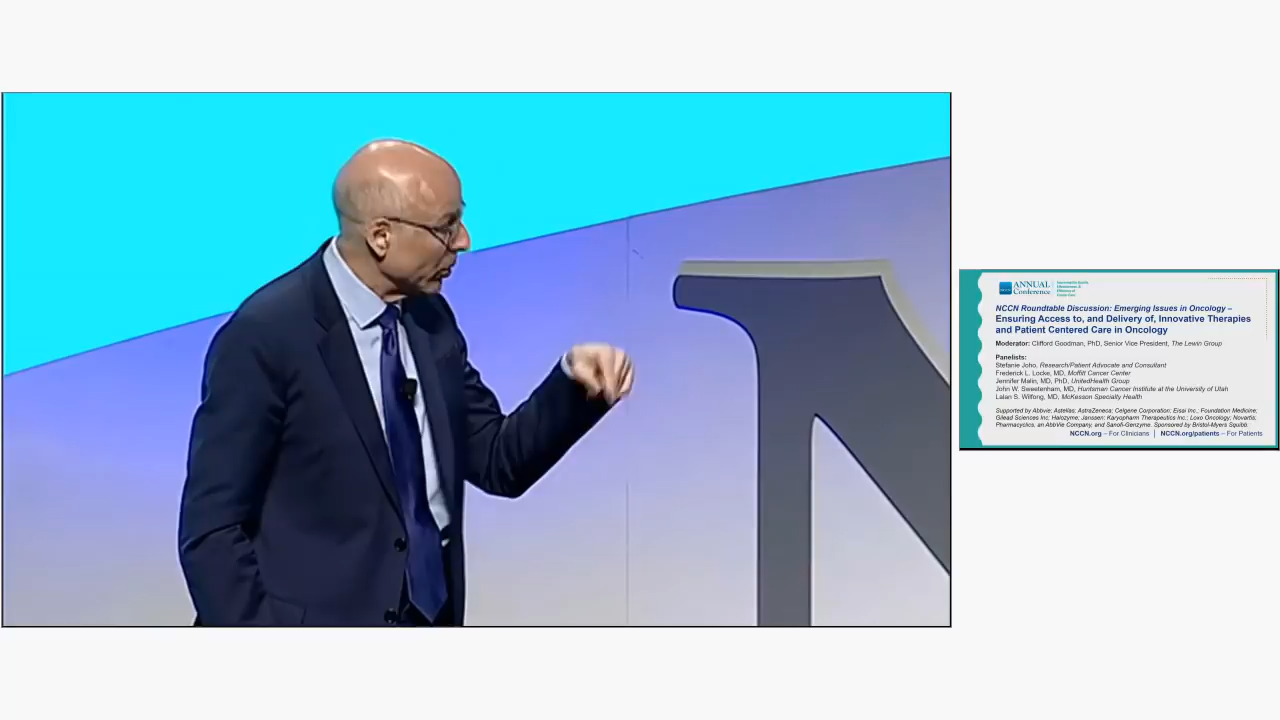 NCCN
ANNUAL
Conference
NCCN Roundtable Discussion: Emerging Issues in Oncology –
Ensuring Access to, and Delivery of, Innovative Therapies
and Patient Centered Care in Oncology
Moderator: Clifford Goodman, PhD, Senior Vice President, The Lewin Group
Panelists:
Stefanie Joho, Research/Patient Advocate and Consultant
Frederick L. Locke, MD, Moffitt Cancer Center
Jennifer Malin, MD, PhD, UnitedHealth Group
John W. Sweetenham, MD, Huntsman Cancer Institute at the University of Utah
Lalan S. Wilfong, MD, McKesson Specialty Health
Supported by Abbvie; Astellas; AstraZeneca; Celgene Corporation; Eisai Inc.; Foundation Medicine;
Gilead Sciences Inc; Halozyme; Janssen; Karyopharm Therapeutics Inc.; Loxo Oncology; Novartis;
Pharmacyclics, an AbbVie Company, and Sanofi-Genzyme. Sponsored by Bristol-Myers Squibb.
NCCN.org – For Clinicians | NCCN.org/patients – For Patients
N